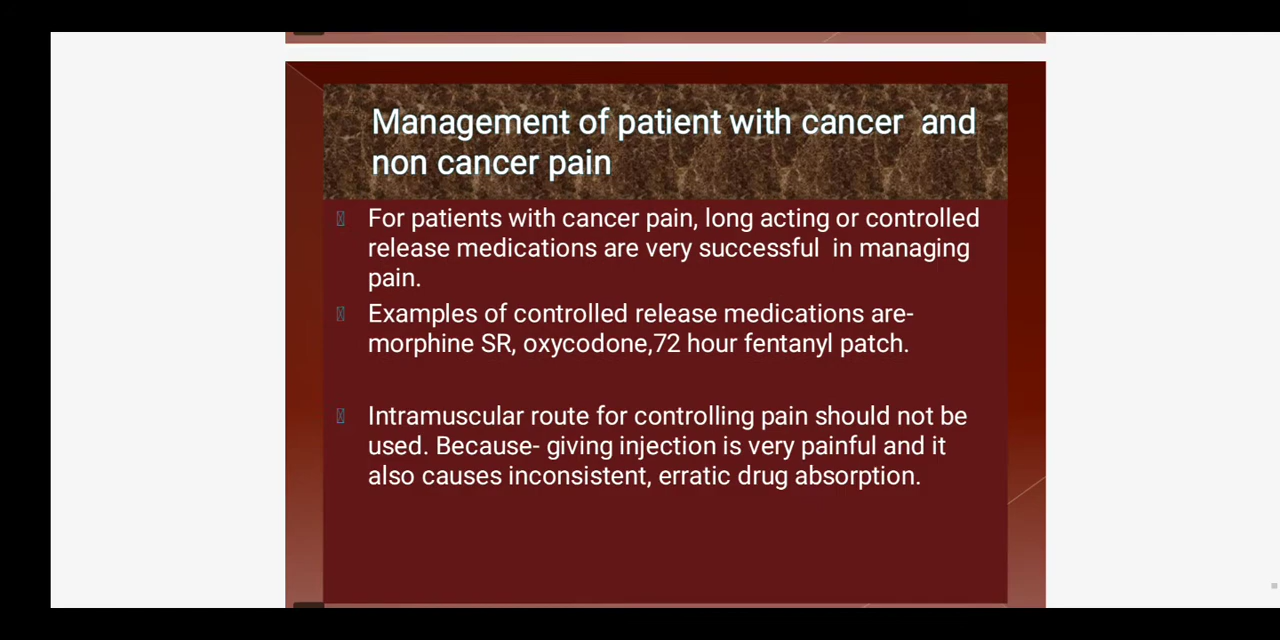 Management of patient with cancer  and
non cancer pain
For patients with cancer pain, long acting or controlled
release medications are very successful  in managing
pain.
Examples of controlled release medications are-
morphine SR, oxycodone,72 hour fentanyl patch.
Intramuscular route for controlling pain should not be
used. Because- giving injection is very painful and it
also causes inconsistent, erratic drug absorption.